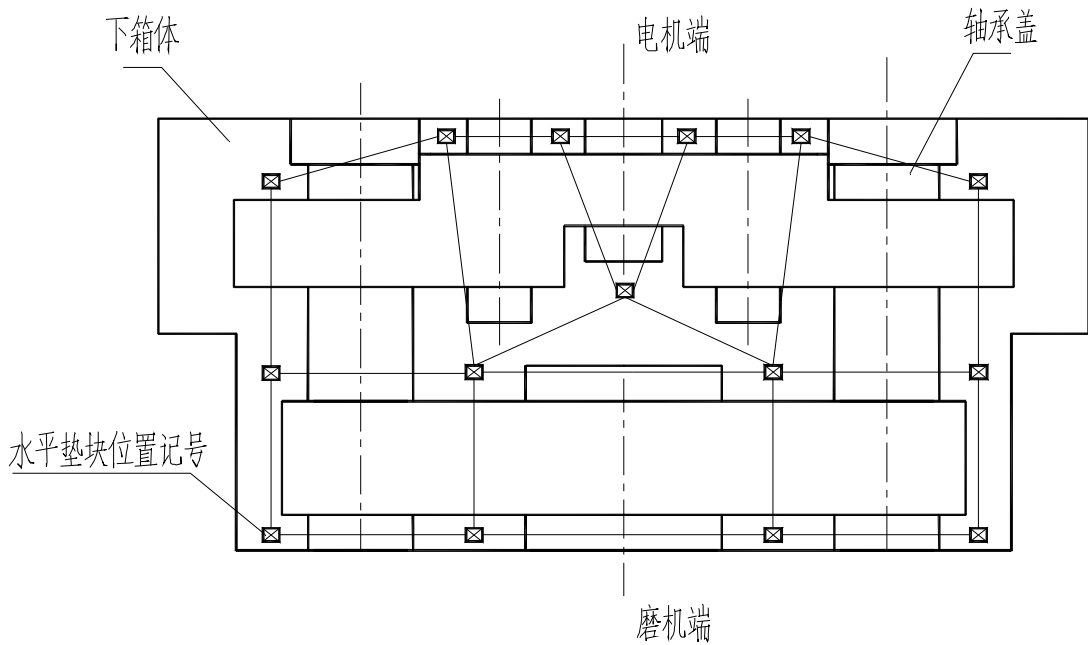 下箱体
电机端
轴承盖
水平垫块位置记号
磨机端